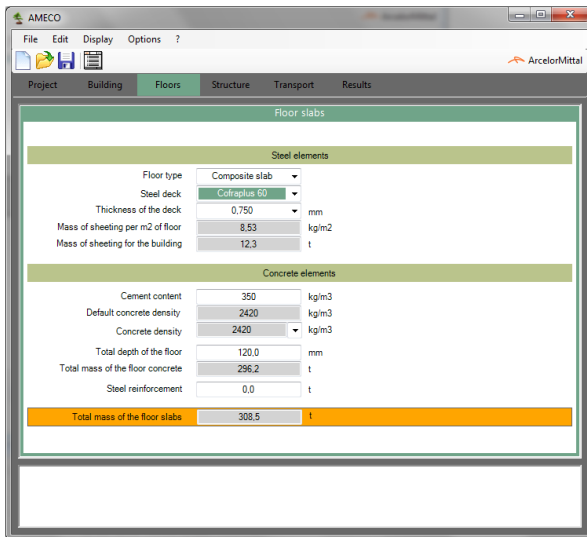 AMECO
File Edit Display Options ?
ArcelorMittal
Project Building Floors Structure Transport Results
Floor slabs
Steel elements
Floor type Composite slab
Steel deck Cofraplus 60
Thickness of the deck 0,750 mm
Mass of sheeting per m2 of floor 8,53 kg/m2
Mass of sheeting for the building 12,3 t
Concrete elements
Cement content 350 kg/m3
Default concrete density 2420 kg/m3
Concrete density 2420 kg/m3
Total depth of the floor 120,0 mm
Total mass of the floor concrete 296,2 t
Steel reinforcement 0,0 t
Total mass of the floor slabs 308,5 t